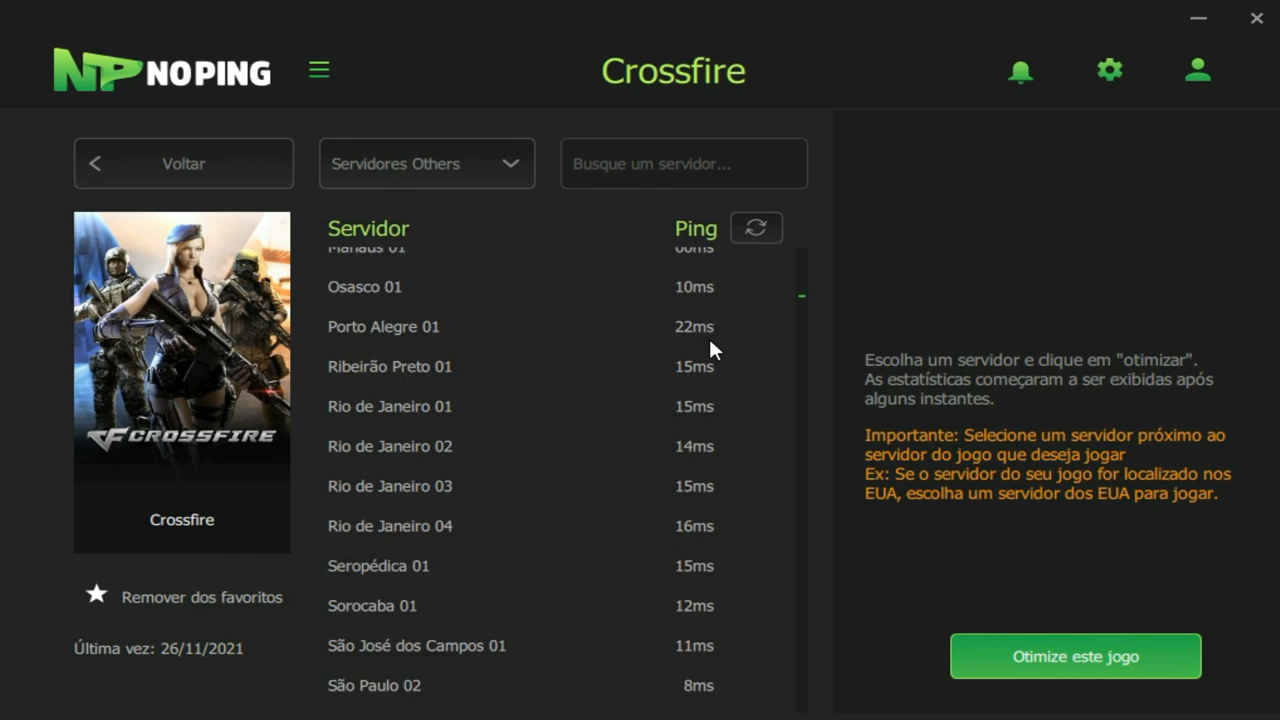 NP NOPING
Crossfire
Voltar
Servidores Others
Busque um servidor...
Servidor Ping
Manaus 01
Osasco 01 10ms
Porto Alegre 01 22ms
Ribeirão Preto 01 15ms
Rio de Janeiro 01 15ms
Rio de Janeiro 02 14ms
Rio de Janeiro 03 15ms
Rio de Janeiro 04 16ms
Seropédica 01 15ms
Sorocaba 01 12ms
São José dos Campos 01 11ms
São Paulo 02 8ms
CF CROSSFIRE
Crossfire
Remover dos favoritos
Última vez: 26/11/2021
Escolha um servidor e clique em "otimizar".
As estatísticas começaram a ser exibidas após
alguns instantes.
Importante: Selecione um servidor próximo ao
servidor do jogo que deseja jogar
Ex: Se o servidor do seu jogo for localizado nos
EUA, escolha um servidor dos EUA para jogar.
Otimize este jogo